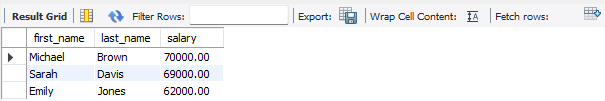 Result Grid Filter Rows: Export: Wrap Cell Content: Fetch rows:
first_name last_name salary
Michael Brown 70000.00
Sarah Davis 69000.00
Emily Jones 62000.00